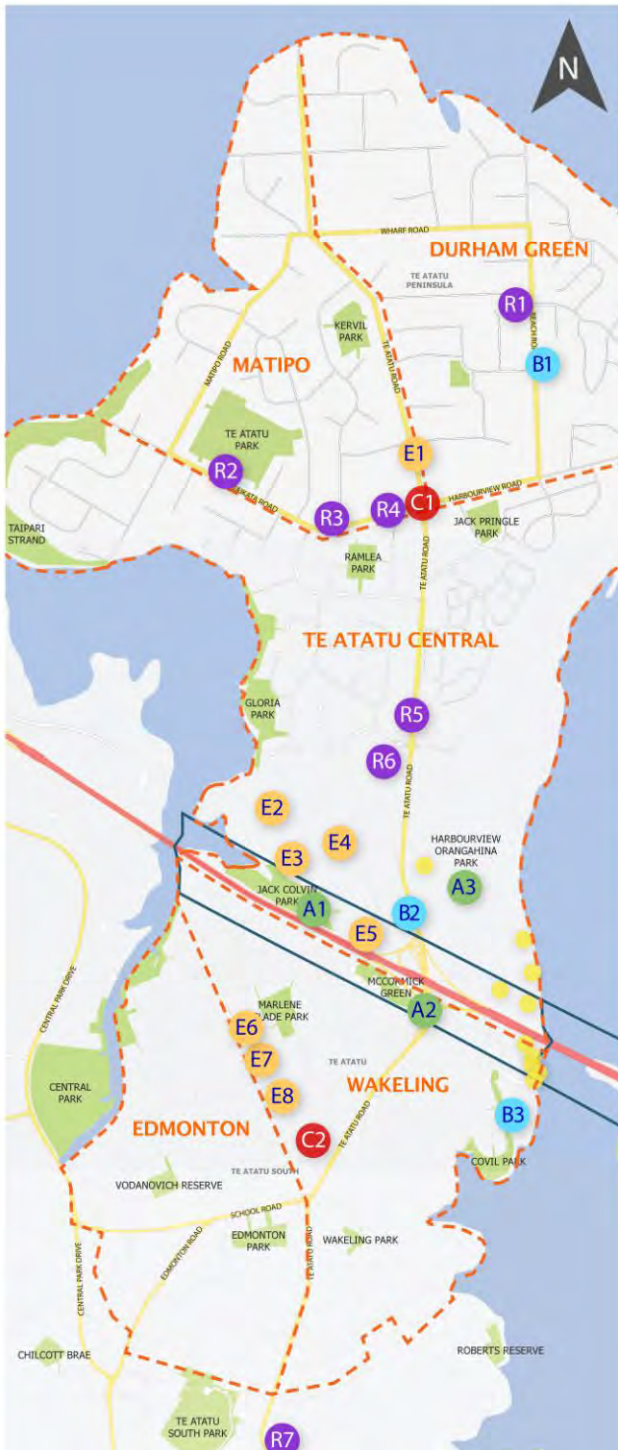 N
WHARF ROAD
DURHAM GREEN
TE ATATU
PENINSULA
R1
KERVIL
PARK
B1
MATIPO ROAD
MATIPO
TE ATATU ROAD
TE ATATU
PARK
E1
R2
C1
HARBOURVIEW ROAD
R3
R4
JACK PRINGLE
PARK
TAIPARI
STRAND
RAMLEA
PARK
TE ATATU ROAD
TE ATATU CENTRAL
GLORIA
PARK
R5
R6
TE ATATU ROAD
E2
E4
E3
HARBOURVIEW
ORANGAHINA
PARK
A3
JACK COLVIN
PARK
A1
B2
E5
MCCORMICK
GREEN
A2
CENTRAL PARK DRIVE
MARLENE
PARK
E6
E7
TE ATATU
E8
WAKELING
CENTRAL
PARK
EDMONTON
C2
TE ATATU ROAD
B3
COVIL PARK
TE ATATU SOUTH
VODANOVICH RESERVE
SCHOOL ROAD
EDMONTON
PARK
WAKELING PARK
EDMONTON ROAD
TE ATATU ROAD
CENTRAL PARK DRIVE
CHILCOTT BRAE
ROBERTS RESERVE
TE ATATU
SOUTH PARK
R7